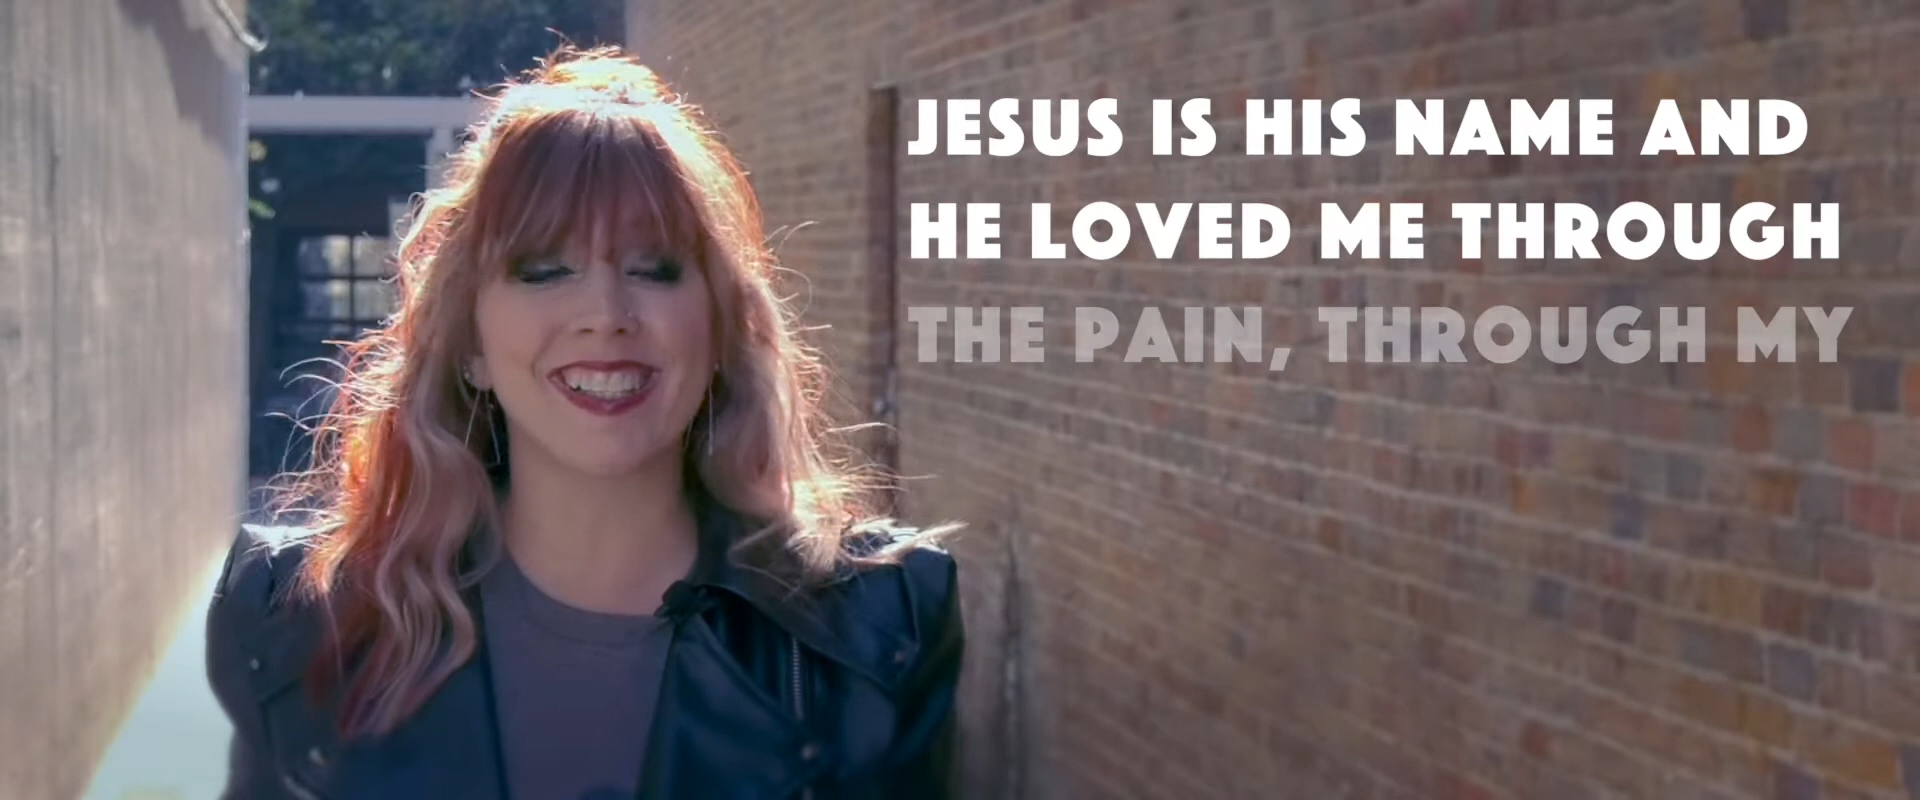 JESUS IS HIS NAME AND
HE LOVED ME THROUGH
THE PAIN, THROUGH MY